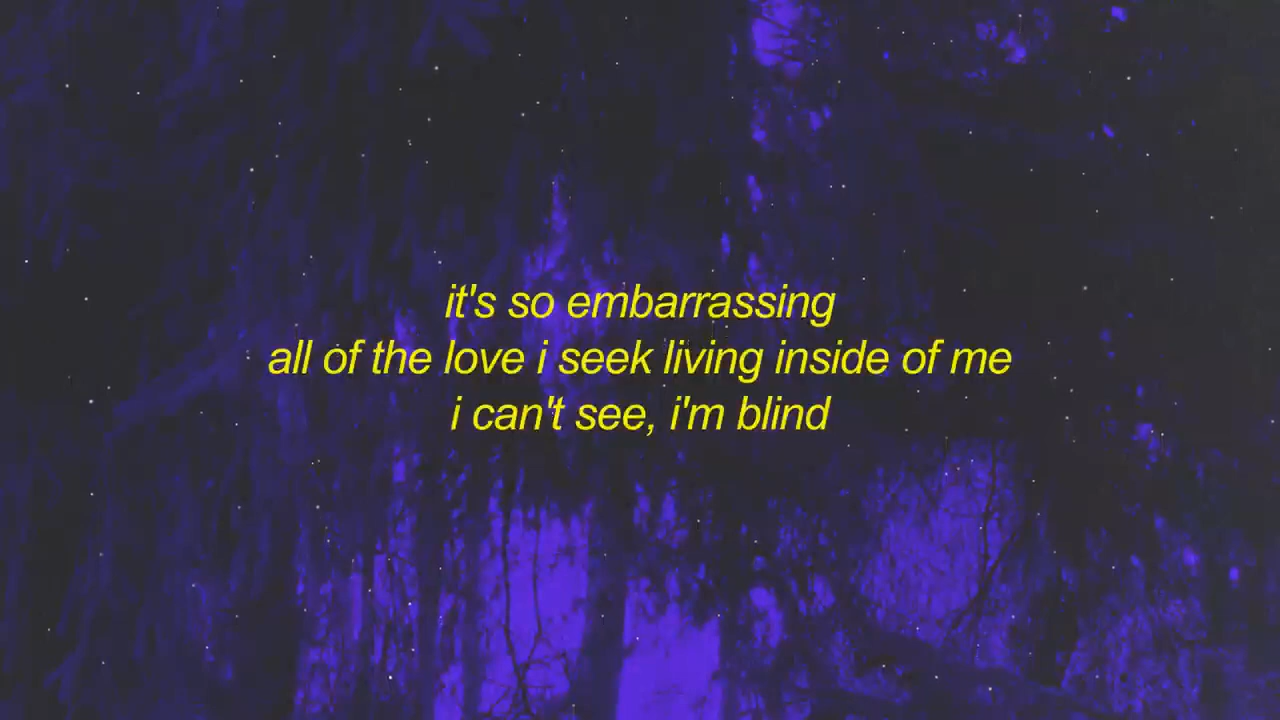 it's so embarrassing
all of the love i seek living inside of me
i can't see, i'm blind